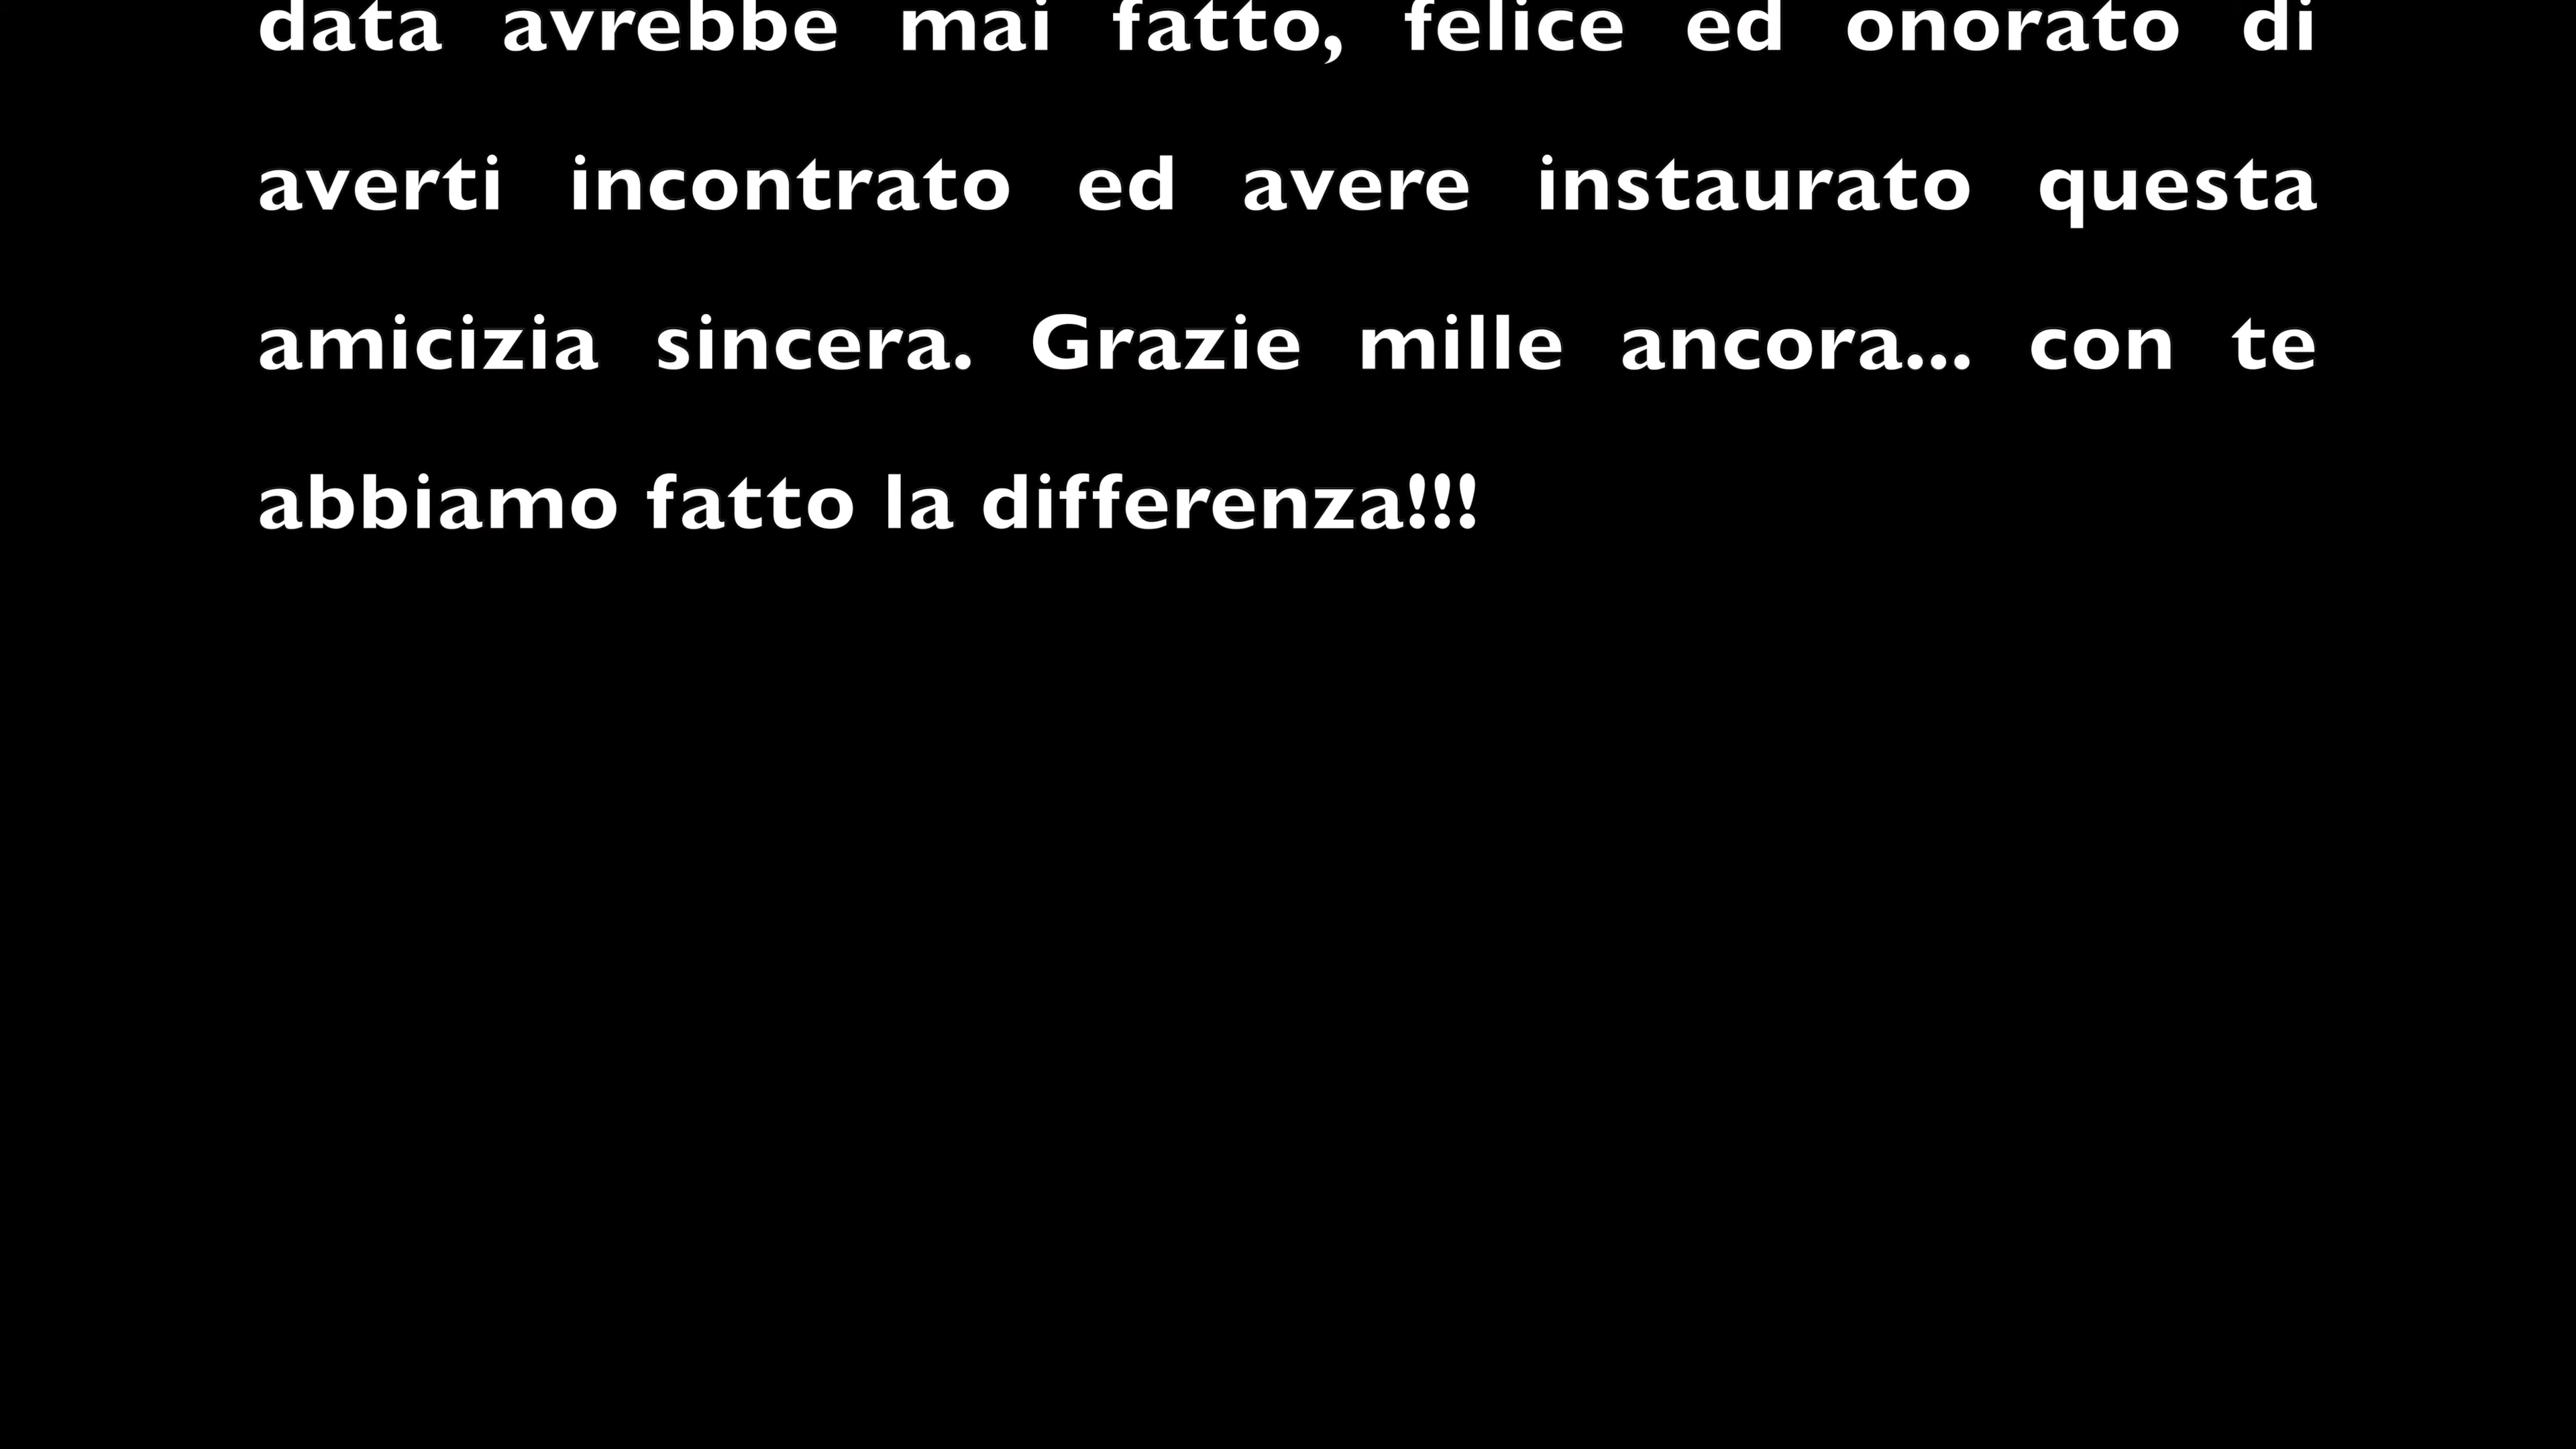 data avrebbe mai fatto, felice ed onorato di
averti incontrato ed avere instaurato questa
amicizia sincera. Grazie mille ancora... con te
abbiamo fatto la differenza!!!